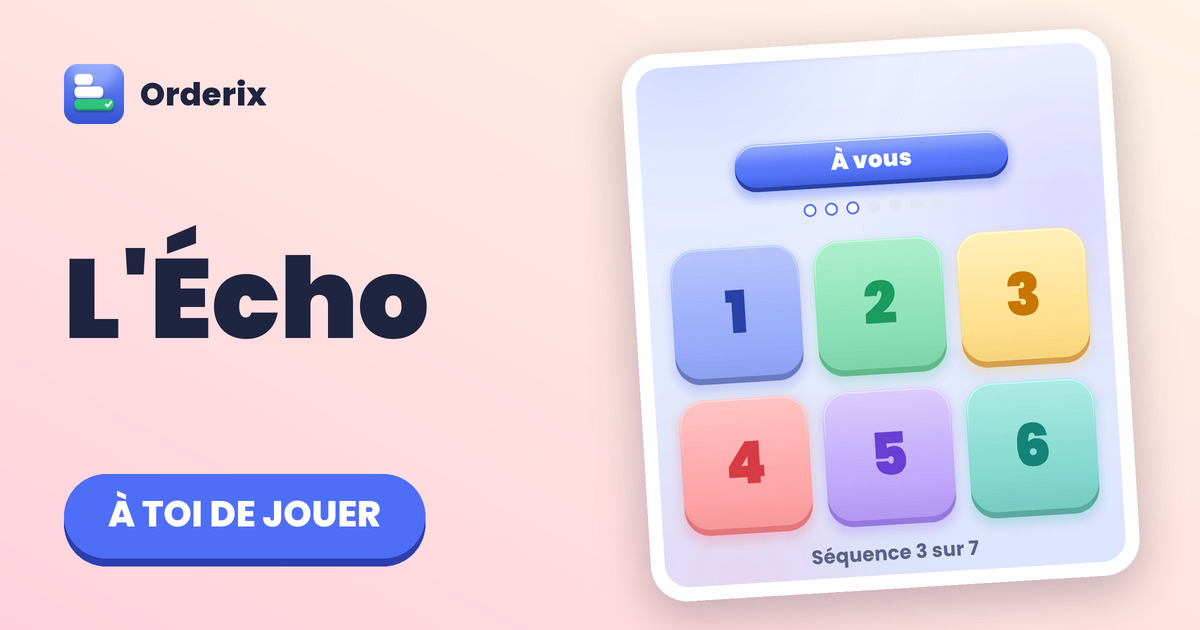 Orderix
L'Écho
À TOI DE JOUER
À vous
1 2 3
4 5 6
Séquence 3 sur 7